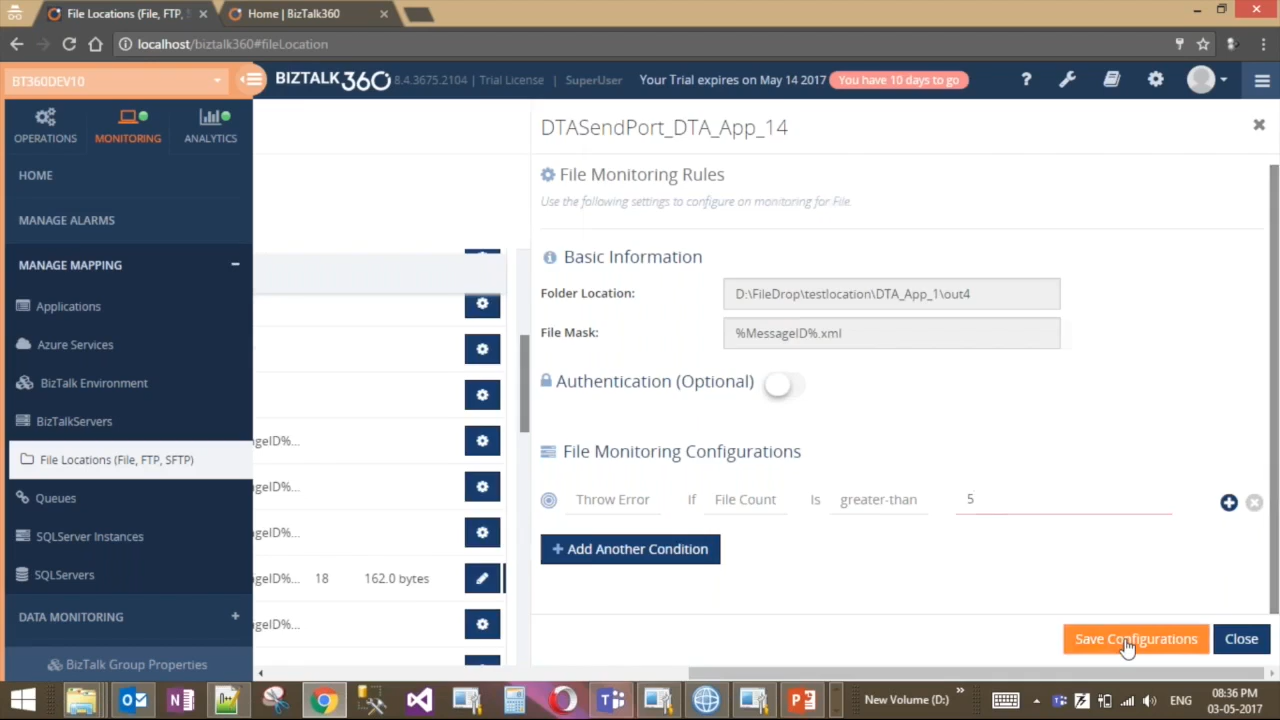 File Locations (File, FTP, S
Home | BizTalk360
localhost/biztalk360#fileLocation
BT360DEV10
BIZTALK360 8.4.3675.2104 | Trial License | SuperUser
Your Trial expires on May 14 2017
You have 10 days to go
OPERATIONS
MONITORING
ANALYTICS
HOME
MANAGE ALARMS
MANAGE MAPPING
Applications
Azure Services
BizTalk Environment
BizTalkServers
File Locations (File, FTP, SFTP)
Queues
SQLServer Instances
SQLServers
DATA MONITORING
BizTalk Group Properties
ageID%...
ageID%...
ageID%...
ageID%... 18 162.0 bytes
ageID%...
DTASendPort_DTA_App_14
File Monitoring Rules
Use the following settings to configure on monitoring for File.
Basic Information
Folder Location: D:\FileDrop\testlocation\DTA_App_1\out4
File Mask: %MessageID%.xml
Authentication (Optional)
File Monitoring Configurations
Throw Error If File Count Is greater-than 5
+ Add Another Condition
Save Configurations
Close
New Volume (D:)
ENG
08:36 PM
03-05-2017